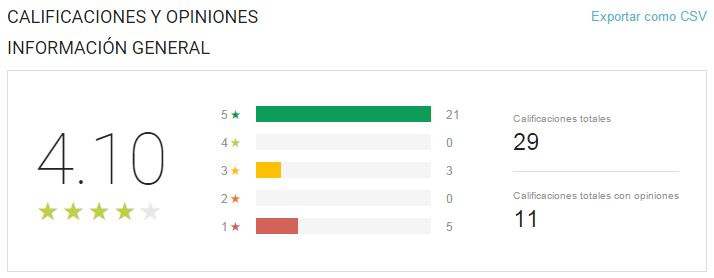 CALIFICACIONES Y OPINIONES
Exportar como CSV
INFORMACIÓN GENERAL
4.10
5 ★ 21
4 ★ 0
3 ★ 3
2 ★ 0
1 ★ 5
Calificaciones totales
29
Calificaciones totales con opiniones
11